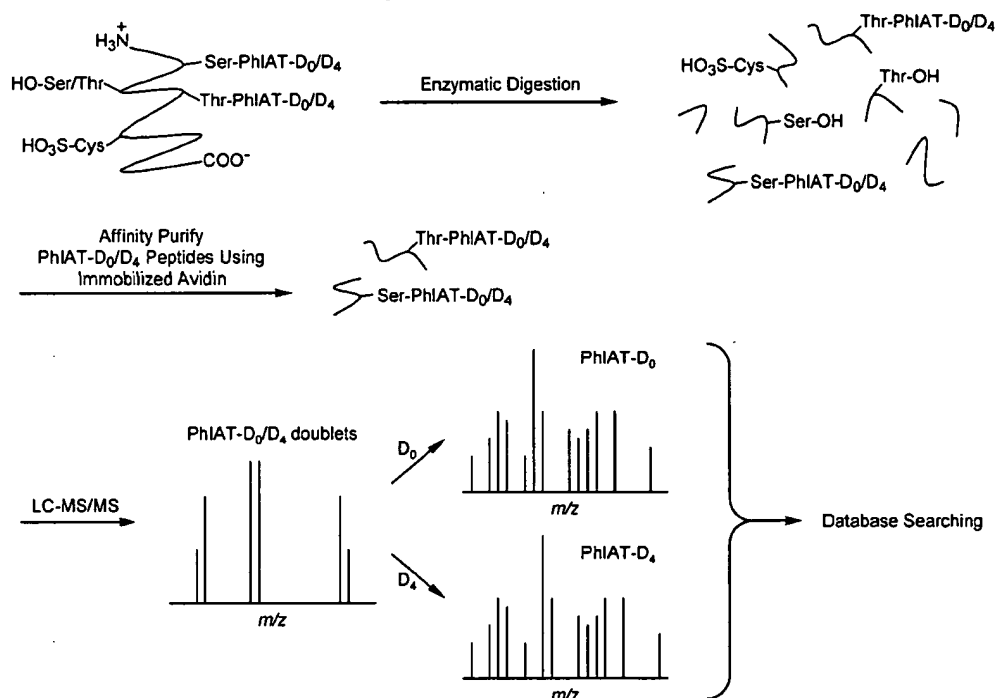 H₃N⁺
Ser-PhIAT-D₀/D₄
HO-Ser/Thr
Thr-PhIAT-D₀/D₄
HO₃S-Cys
COO⁻
Enzymatic Digestion
Thr-PhIAT-D₀/D₄
HO₃S-Cys
Thr-OH
Ser-OH
Ser-PhIAT-D₀/D₄
Affinity Purify
PhIAT-D₀/D₄ Peptides Using
Immobilized Avidin
Thr-PhIAT-D₀/D₄
Ser-PhIAT-D₀/D₄
LC-MS/MS
PhIAT-D₀/D₄ doublets
m/z
D₀
D₄
PhIAT-D₀
m/z
PhIAT-D₄
m/z
Database Searching